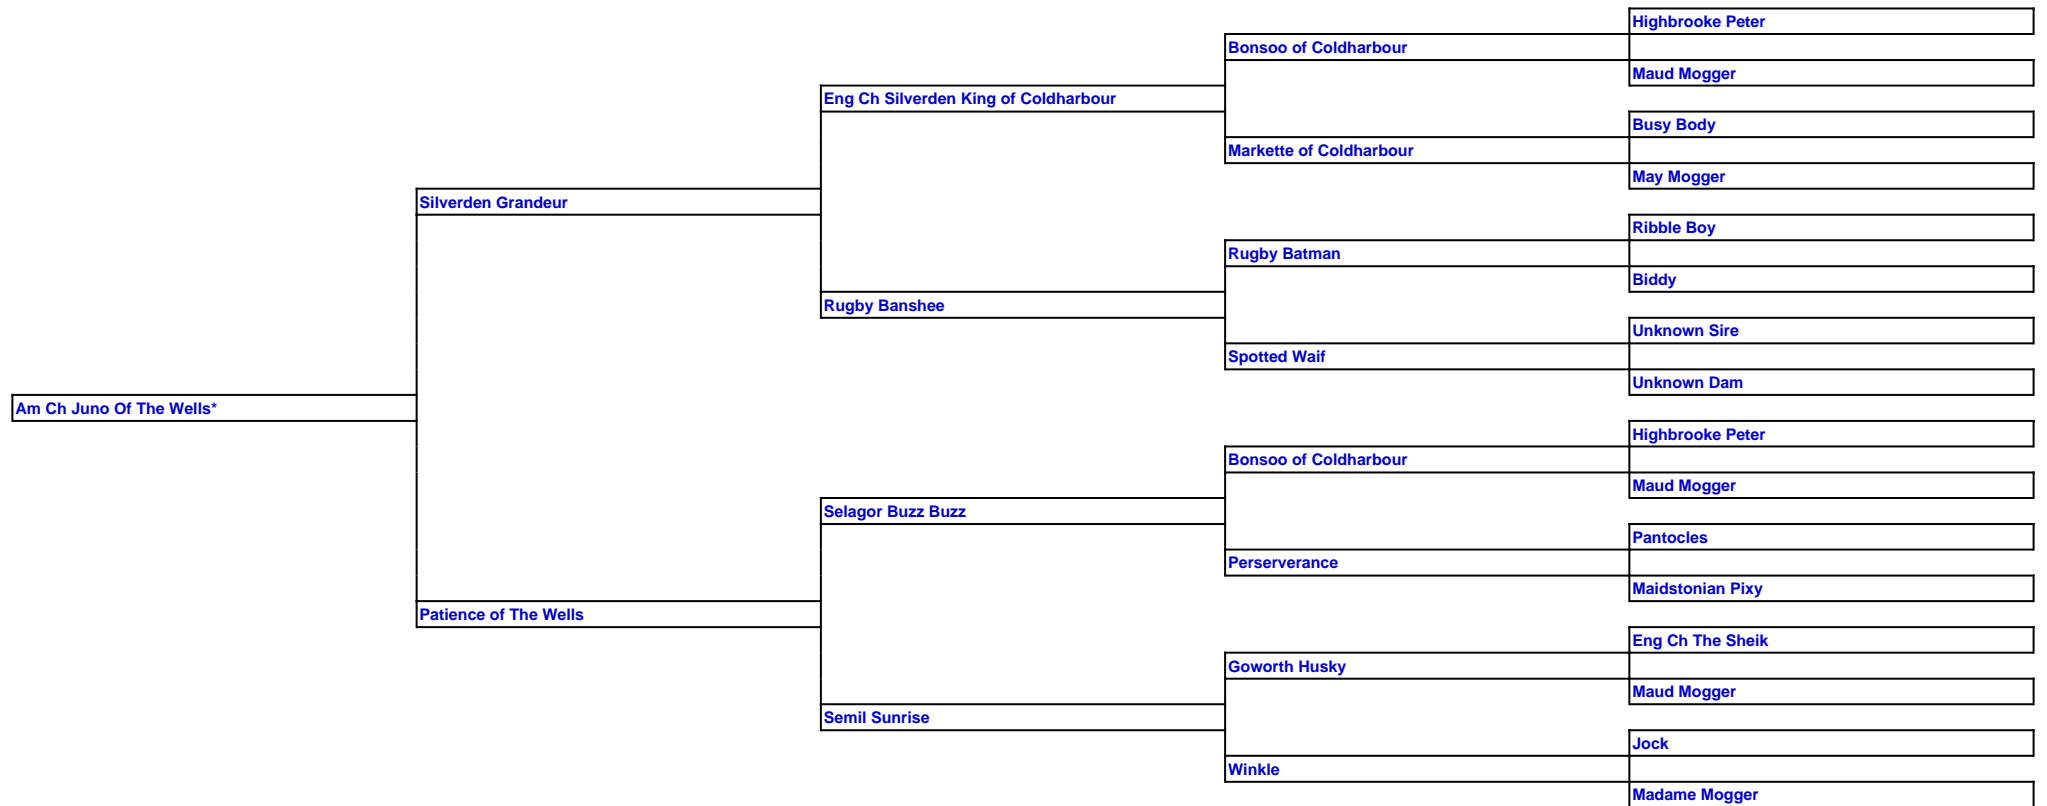 Highbrooke Peter
Bonsoo of Coldharbour
Maud Mogger
Eng Ch Silverden King of Coldharbour
Busy Body
Markette of Coldharbour
May Mogger
Silverden Grandeur
Ribble Boy
Rugby Batman
Biddy
Rugby Banshee
Unknown Sire
Spotted Waif
Unknown Dam
Am Ch Juno Of The Wells*
Highbrooke Peter
Bonsoo of Coldharbour
Maud Mogger
Selagor Buzz Buzz
Pantocles
Perserverance
Maidstonian Pixy
Patience of The Wells
Eng Ch The Sheik
Goworth Husky
Maud Mogger
Semil Sunrise
Jock
Winkle
Madame Mogger